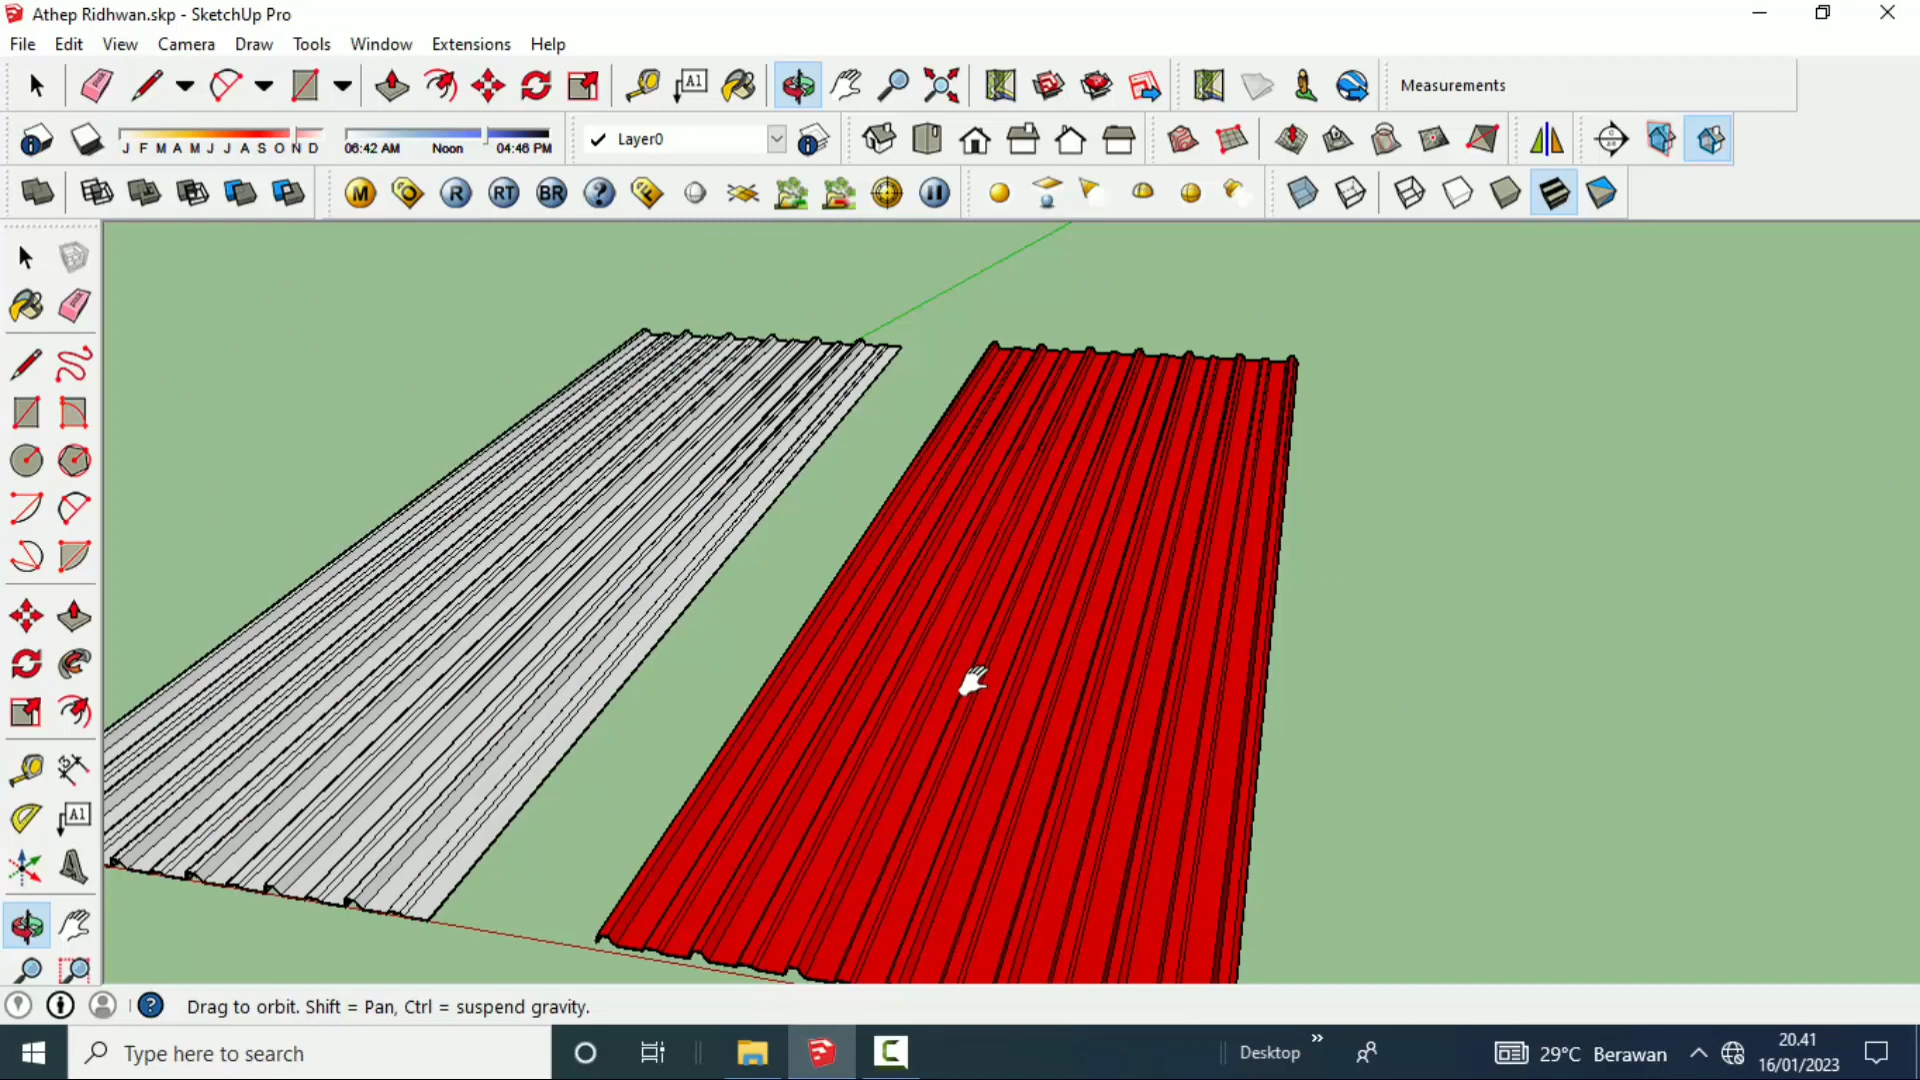 Athep Ridhwan.skp - SketchUp Pro
File Edit View Camera Draw Tools Window Extensions Help
A1
Measurements
J F M A M J J A S O N D
06:42 AM Noon 04:46 PM
Layer0
M O R RT BR ? F
A1
Drag to orbit. Shift = Pan, Ctrl = suspend gravity.
Type here to search
Desktop
29°C Berawan
20.41
16/01/2023